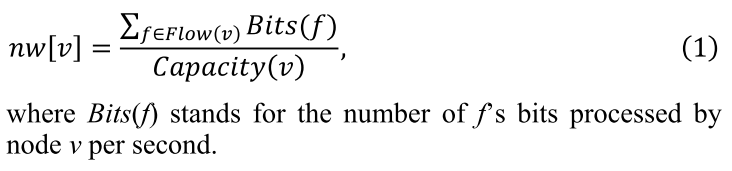 nw[v] = ∑f∈Flow(v) Bits(f) / Capacity(v), (1)
where Bits(f) stands for the number of f's bits processed by
node v per second.